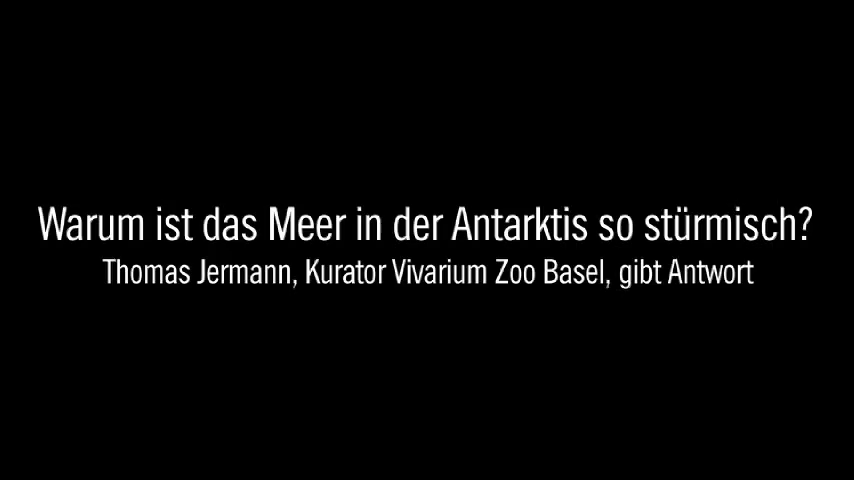 Warum ist das Meer in der Antarktis so stürmisch?
Thomas Jermann, Kurator Vivarium Zoo Basel, gibt Antwort